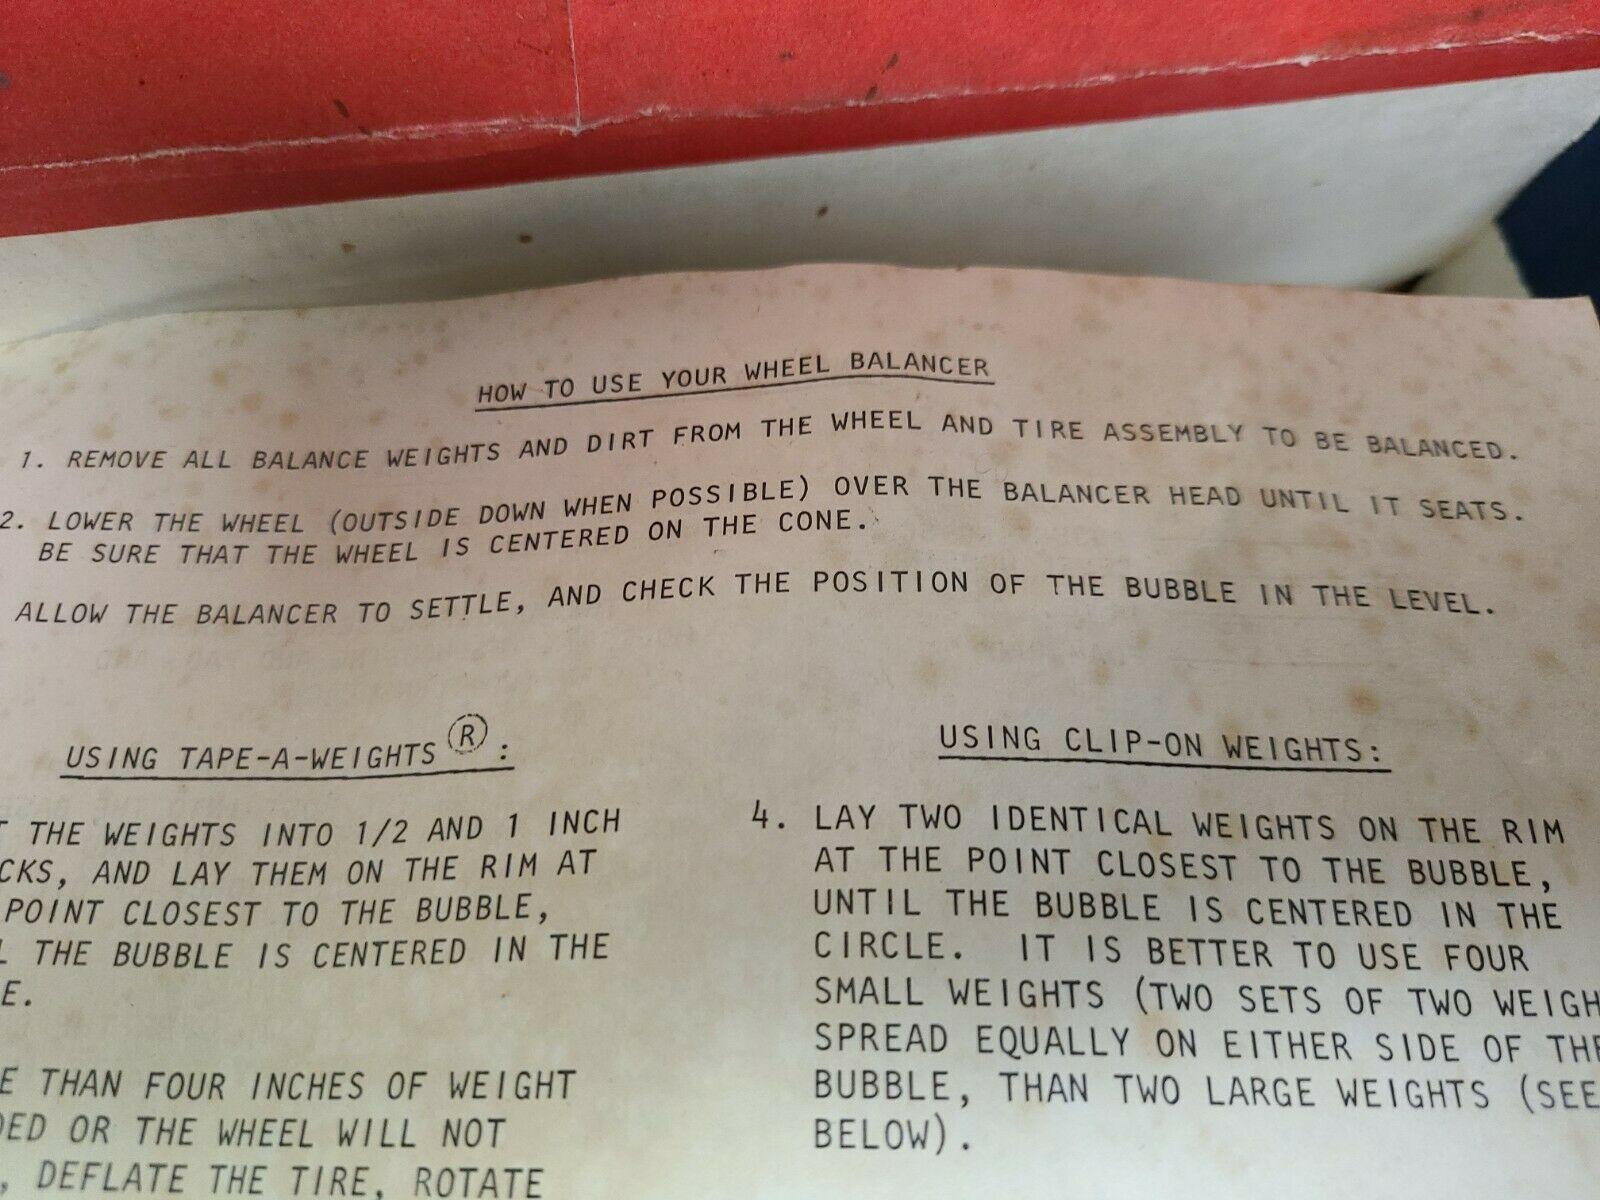 HOW TO USE YOUR WHEEL BALANCER
1. REMOVE ALL BALANCE WEIGHTS AND DIRT FROM THE WHEEL AND TIRE ASSEMBLY TO BE BALANCED.
2. LOWER THE WHEEL (OUTSIDE DOWN WHEN POSSIBLE) OVER THE BALANCER HEAD UNTIL IT SEATS.
BE SURE THAT THE WHEEL IS CENTERED ON THE CONE.
ALLOW THE BALANCER TO SETTLE, AND CHECK THE POSITION OF THE BUBBLE IN THE LEVEL.
USING TAPE-A-WEIGHTS®:
THE WEIGHTS INTO 1/2 AND 1 INCH
CKS, AND LAY THEM ON THE RIM AT
POINT CLOSEST TO THE BUBBLE,
L THE BUBBLE IS CENTERED IN THE
E.
E THAN FOUR INCHES OF WEIGHT
DED OR THE WHEEL WILL NOT
, DEFLATE THE TIRE, ROTATE
USING CLIP-ON WEIGHTS:
4. LAY TWO IDENTICAL WEIGHTS ON THE RIM
AT THE POINT CLOSEST TO THE BUBBLE,
UNTIL THE BUBBLE IS CENTERED IN THE
CIRCLE. IT IS BETTER TO USE FOUR
SMALL WEIGHTS (TWO SETS OF TWO WEIGH
SPREAD EQUALLY ON EITHER SIDE OF THE
BUBBLE, THAN TWO LARGE WEIGHTS (SEE
BELOW).